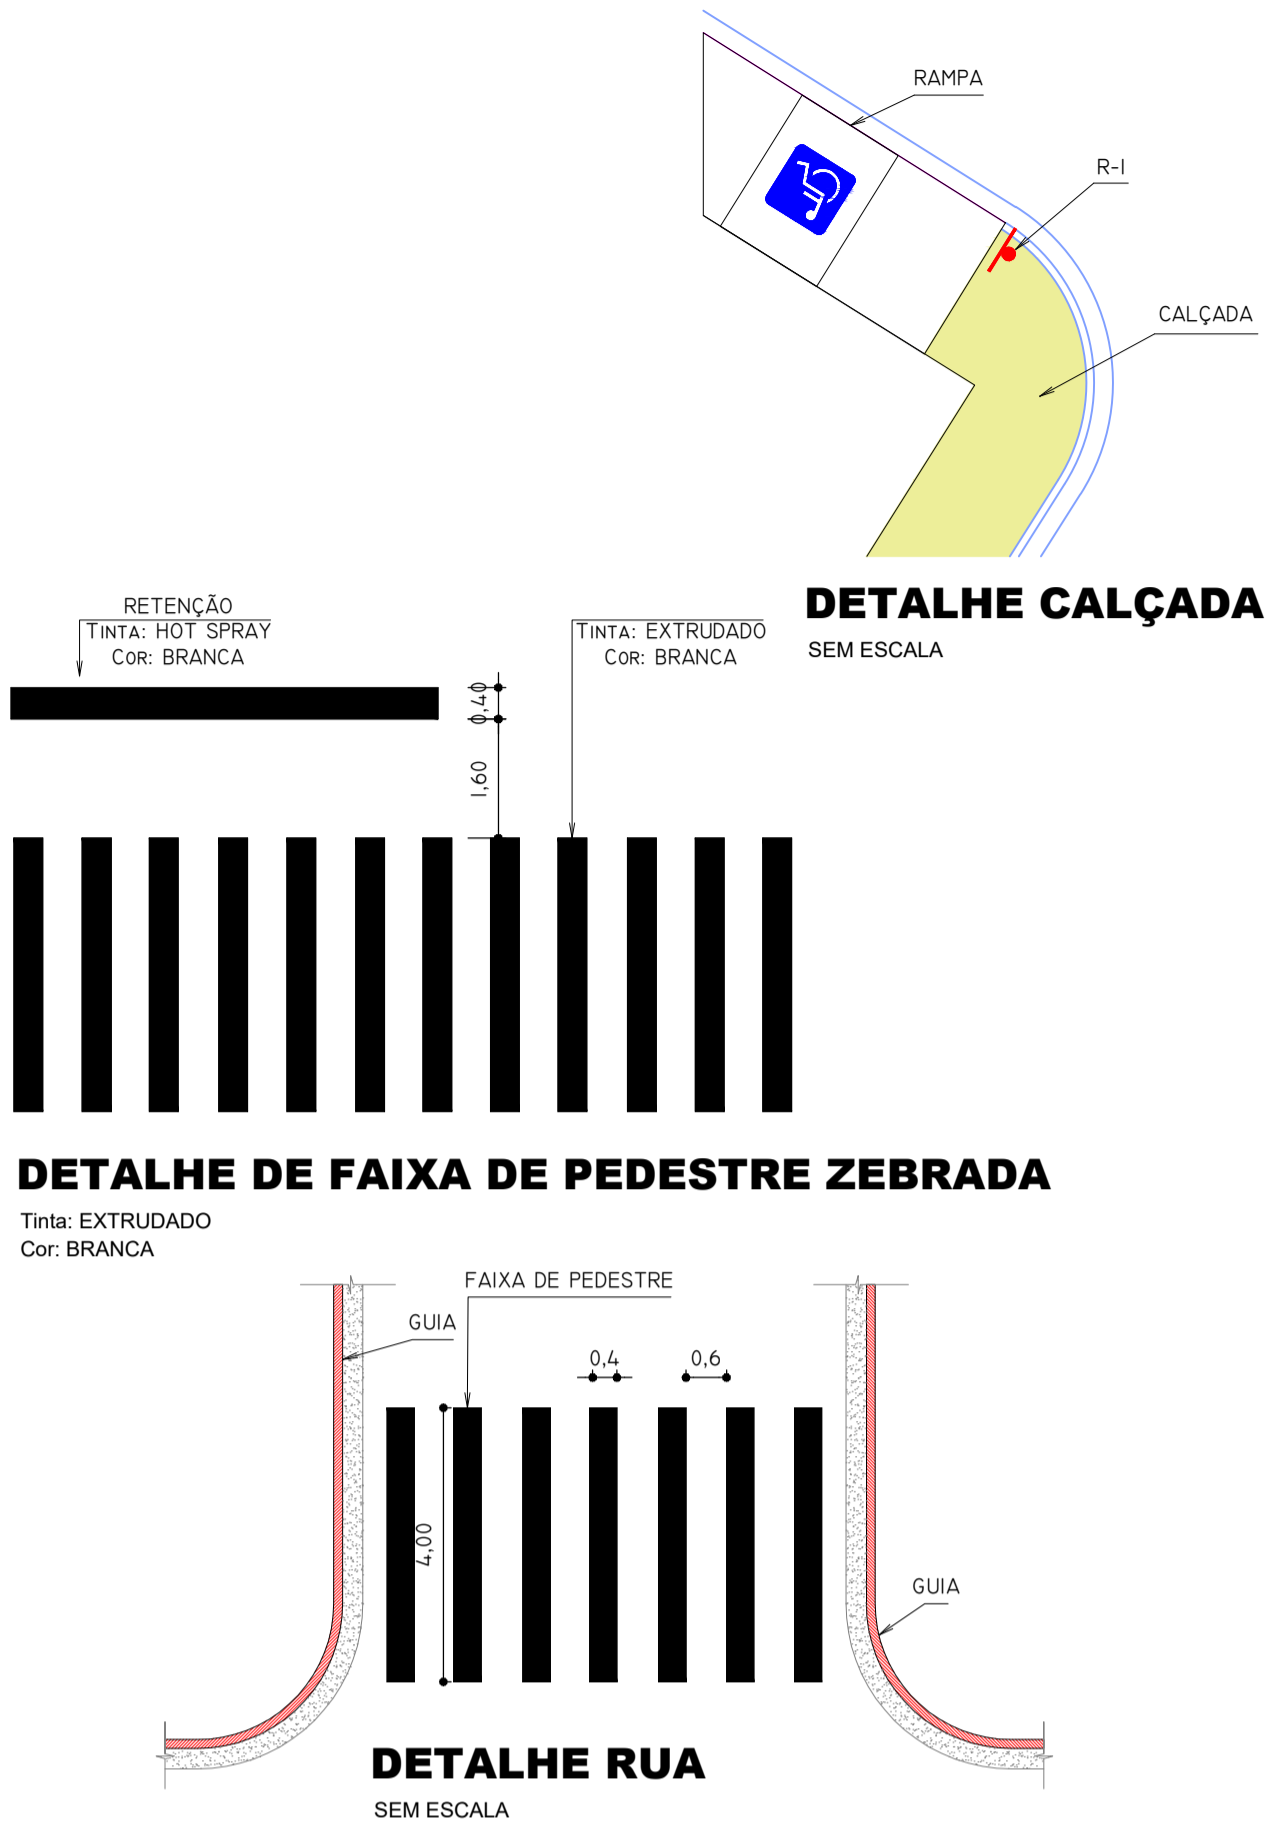 RAMPA
R-1
CALÇADA
DETALHE CALÇADA
SEM ESCALA
RETENÇÃO
TINTA: HOT SPRAY
COR: BRANCA
TINTA: EXTRUDADO
COR: BRANCA
0,40
1,60
DETALHE DE FAIXA DE PEDESTRE ZEBRADA
Tinta: EXTRUDADO
Cor: BRANCA
FAIXA DE PEDESTRE
GUIA
0,4
0,6
4,00
GUIA
DETALHE RUA
SEM ESCALA